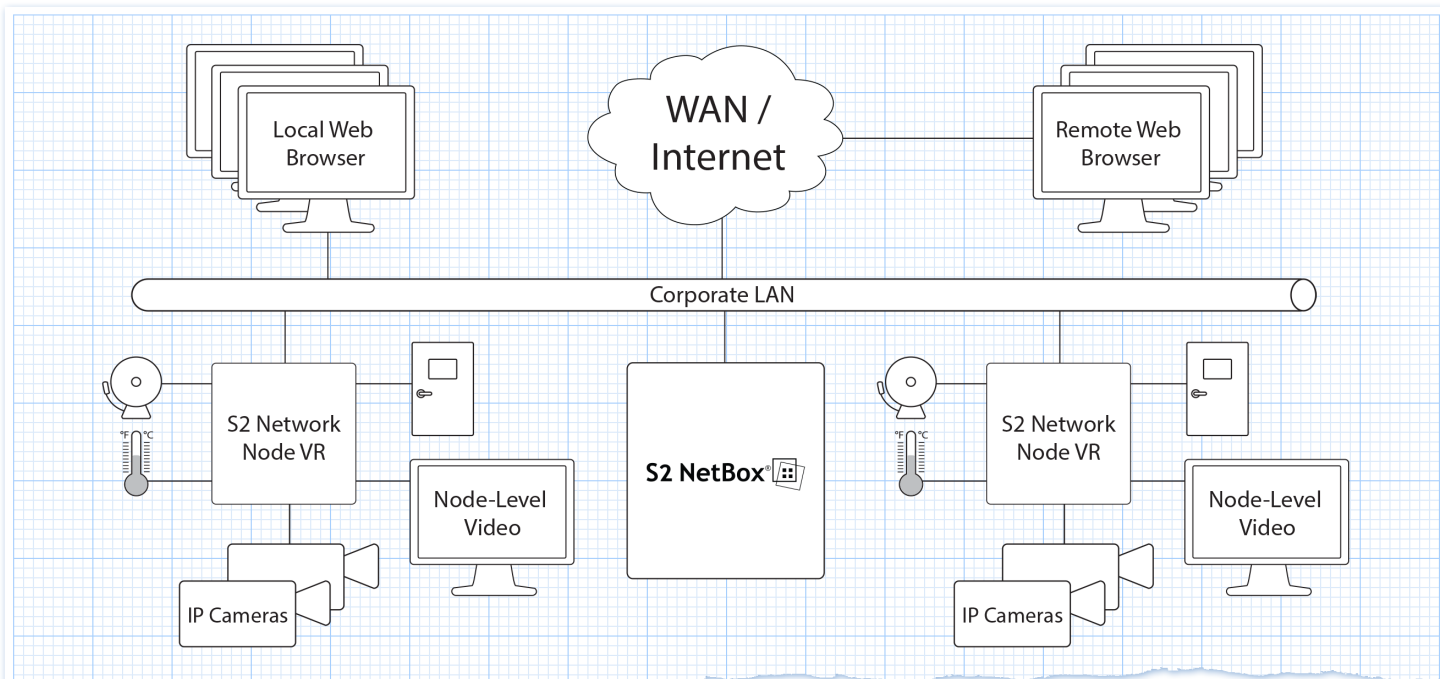 Local Web
Browser
WAN /
Internet
Remote Web
Browser
Corporate LAN
S2 Network
Node VR
°F °C
Node-Level
Video
IP Cameras
S2 NetBox®
S2 Network
Node VR
°F °C
Node-Level
Video
IP Cameras